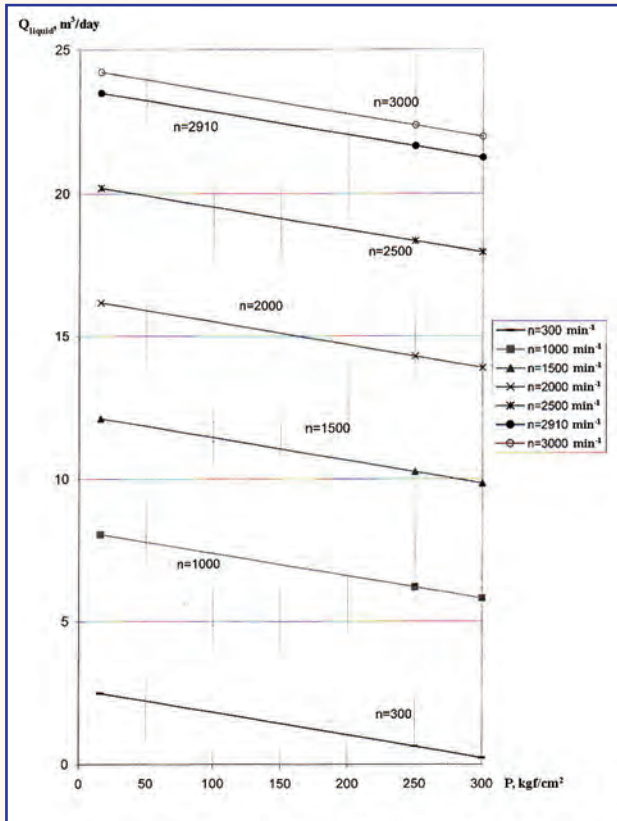 Qliquid, m³/day
25
n=3000
n=2910
20
n=2500
n=2000
15
n=300 min⁻¹
n=1000 min⁻¹
n=1500 min⁻¹
n=2000 min⁻¹
n=2500 min⁻¹
n=2910 min⁻¹
n=3000 min⁻¹
n=1500
10
n=1000
5
n=300
0
0 50 100 150 200 250 300 P, kgf/cm²